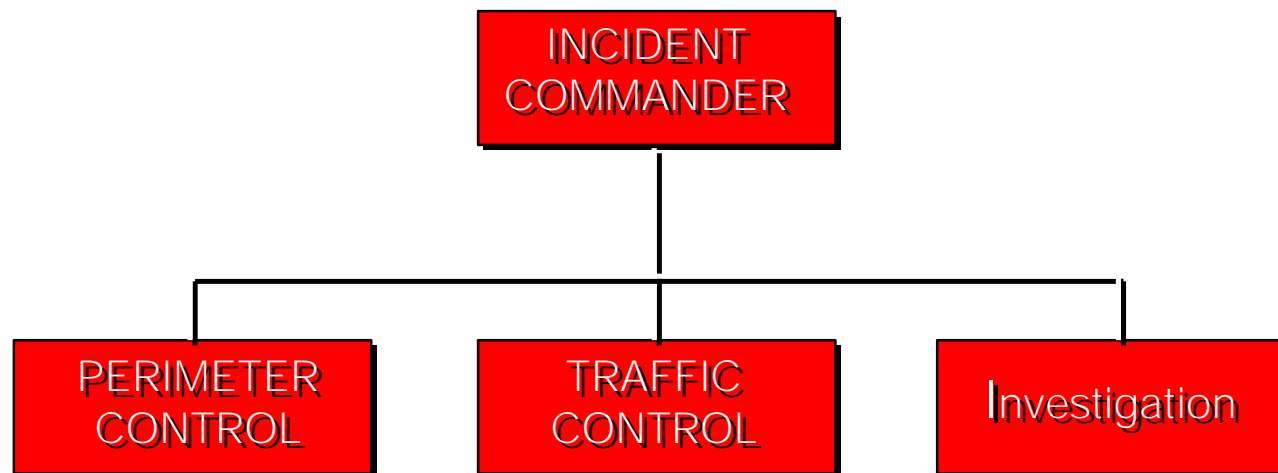 INCIDENT
COMMANDER
PERIMETER
CONTROL
TRAFFIC
CONTROL
Investigation